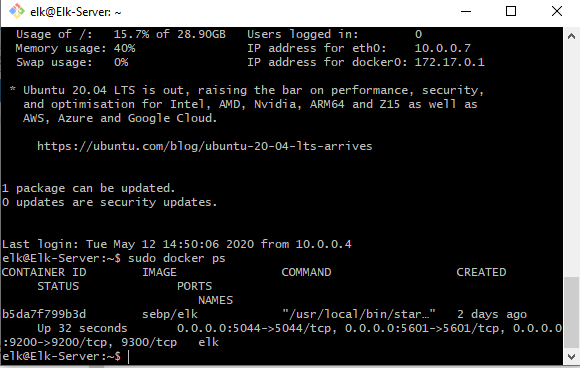 elk@Elk-Server: ~
Usage of /:   15.7% of 28.90GB   Users logged in:       0
Memory usage: 40%                IP address for eth0:    10.0.0.7
Swap usage:   0%                 IP address for docker0: 172.17.0.1
* Ubuntu 20.04 LTS is out, raising the bar on performance, security,
and optimisation for Intel, AMD, Nvidia, ARM64 and Z15 as well as
AWS, Azure and Google Cloud.
https://ubuntu.com/blog/ubuntu-20-04-lts-arrives
1 package can be updated.
0 updates are security updates.
Last login: Tue May 12 14:50:06 2020 from 10.0.0.4
elk@Elk-Server:~$ sudo docker ps
CONTAINER ID        IMAGE               COMMAND                  CREATED
STATUS              PORTS
NAMES
b5da7f799b3d        sebp/elk            "/usr/local/bin/star…"   2 days ago
Up 32 seconds       0.0.0.0:5044->5044/tcp, 0.0.0.0:5601->5601/tcp, 0.0.0.0
:9200->9200/tcp, 9300/tcp   elk
elk@Elk-Server:~$